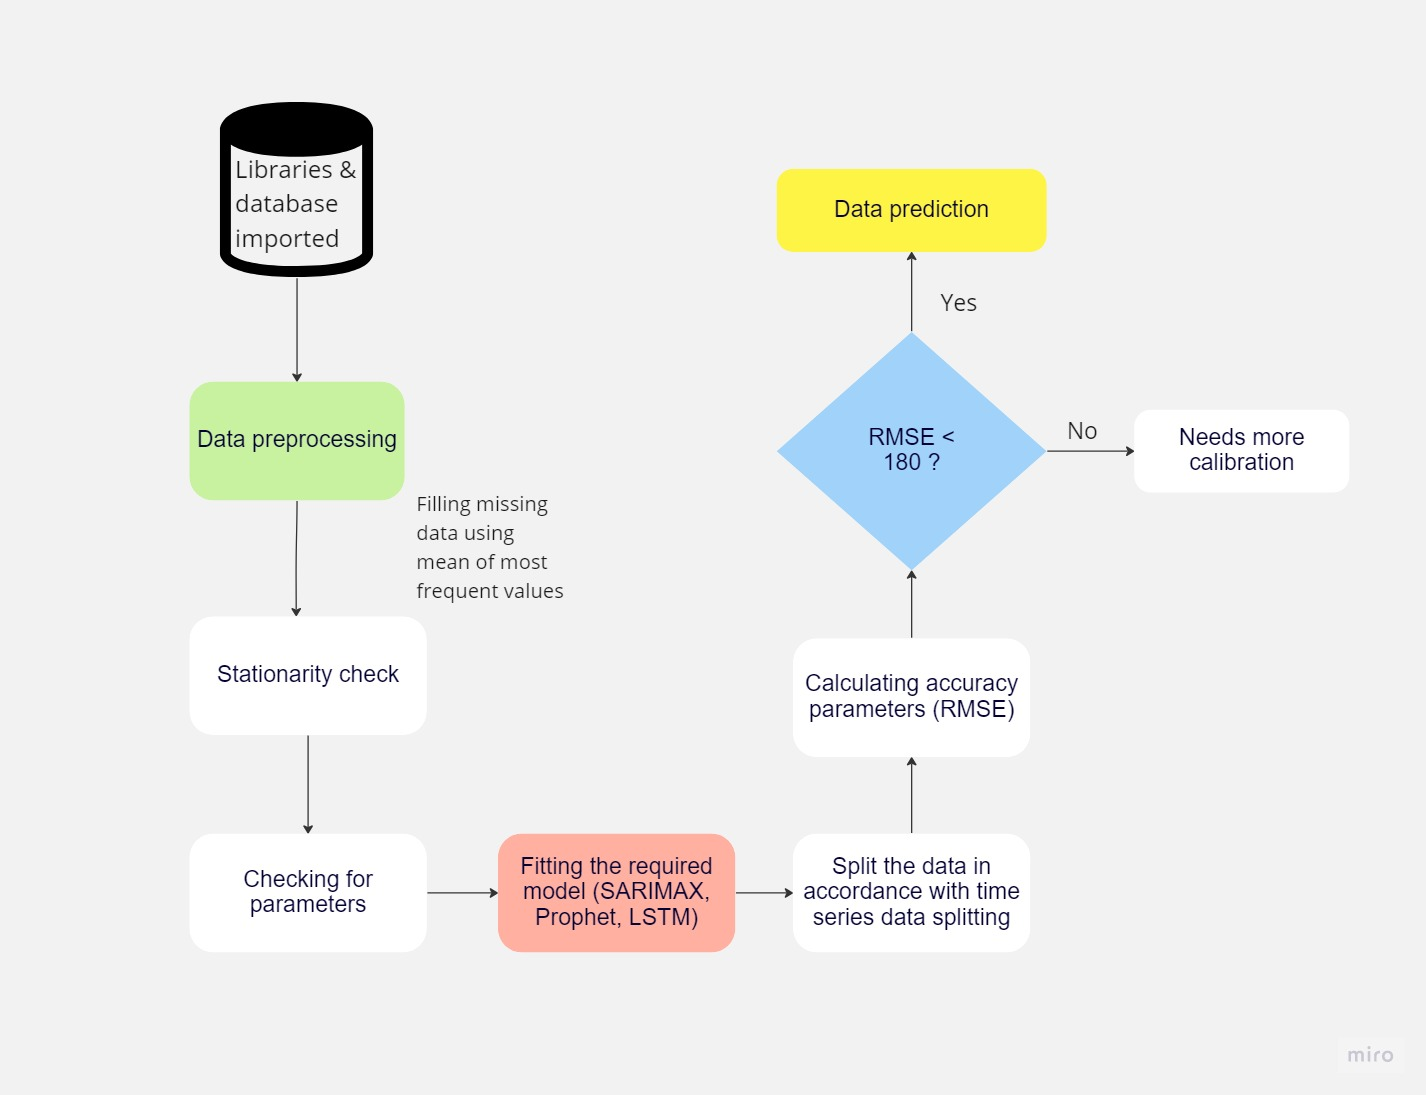 Libraries &
database
imported
Data preprocessing
Filling missing
data using
mean of most
frequent values
Stationarity check
Checking for
parameters
Fitting the required
model (SARIMAX,
Prophet, LSTM)
Split the data in
accordance with time
series data splitting
Calculating accuracy
parameters (RMSE)
RMSE <
180 ?
No
Needs more
calibration
Yes
Data prediction
miro